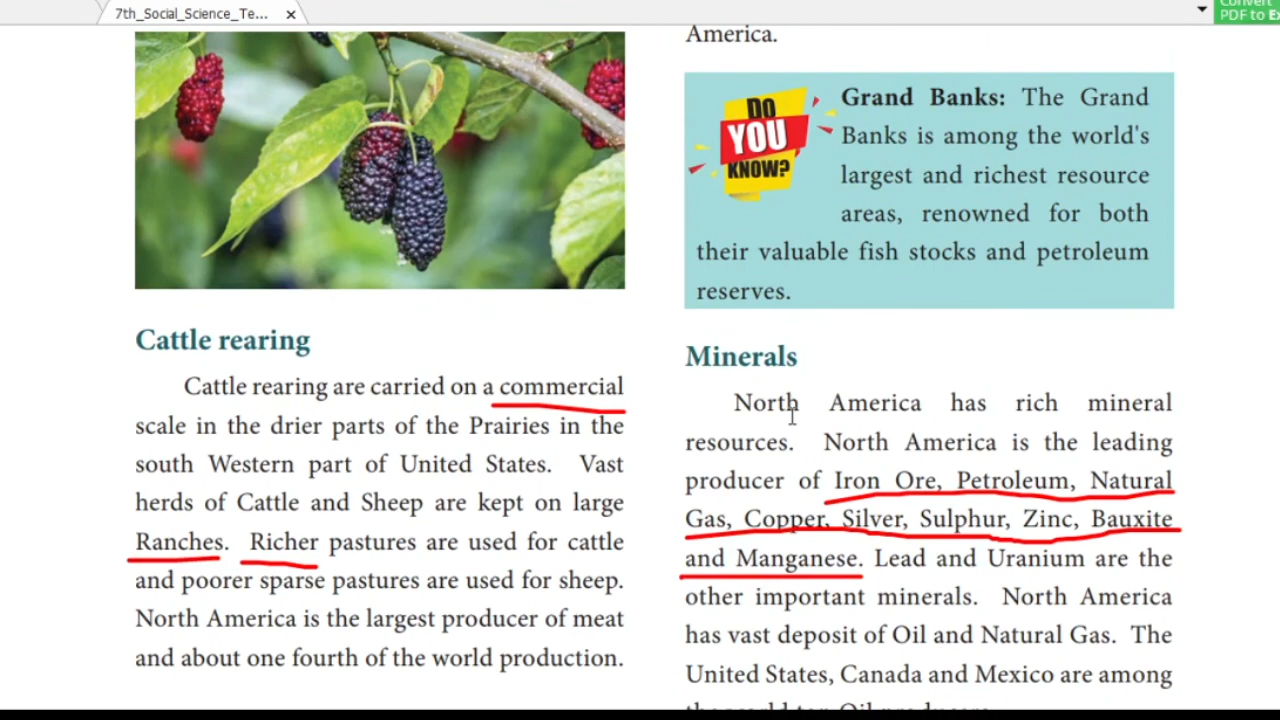 7th_Social_Science_Te...
Convert
PDF to Ex
Cattle rearing
Cattle rearing are carried on a commercial
scale in the drier parts of the Prairies in the
south Western part of United States. Vast
herds of Cattle and Sheep are kept on large
Ranches. Richer pastures are used for cattle
and poorer sparse pastures are used for sheep.
North America is the largest producer of meat
and about one fourth of the world production.
America.
DO
YOU
KNOW?
Grand Banks: The Grand
Banks is among the world's
largest and richest resource
areas, renowned for both
their valuable fish stocks and petroleum
reserves.
Minerals
North America has rich mineral
resources. North America is the leading
producer of Iron Ore, Petroleum, Natural
Gas, Copper, Silver, Sulphur, Zinc, Bauxite
and Manganese. Lead and Uranium are the
other important minerals. North America
has vast deposit of Oil and Natural Gas. The
United States, Canada and Mexico are among